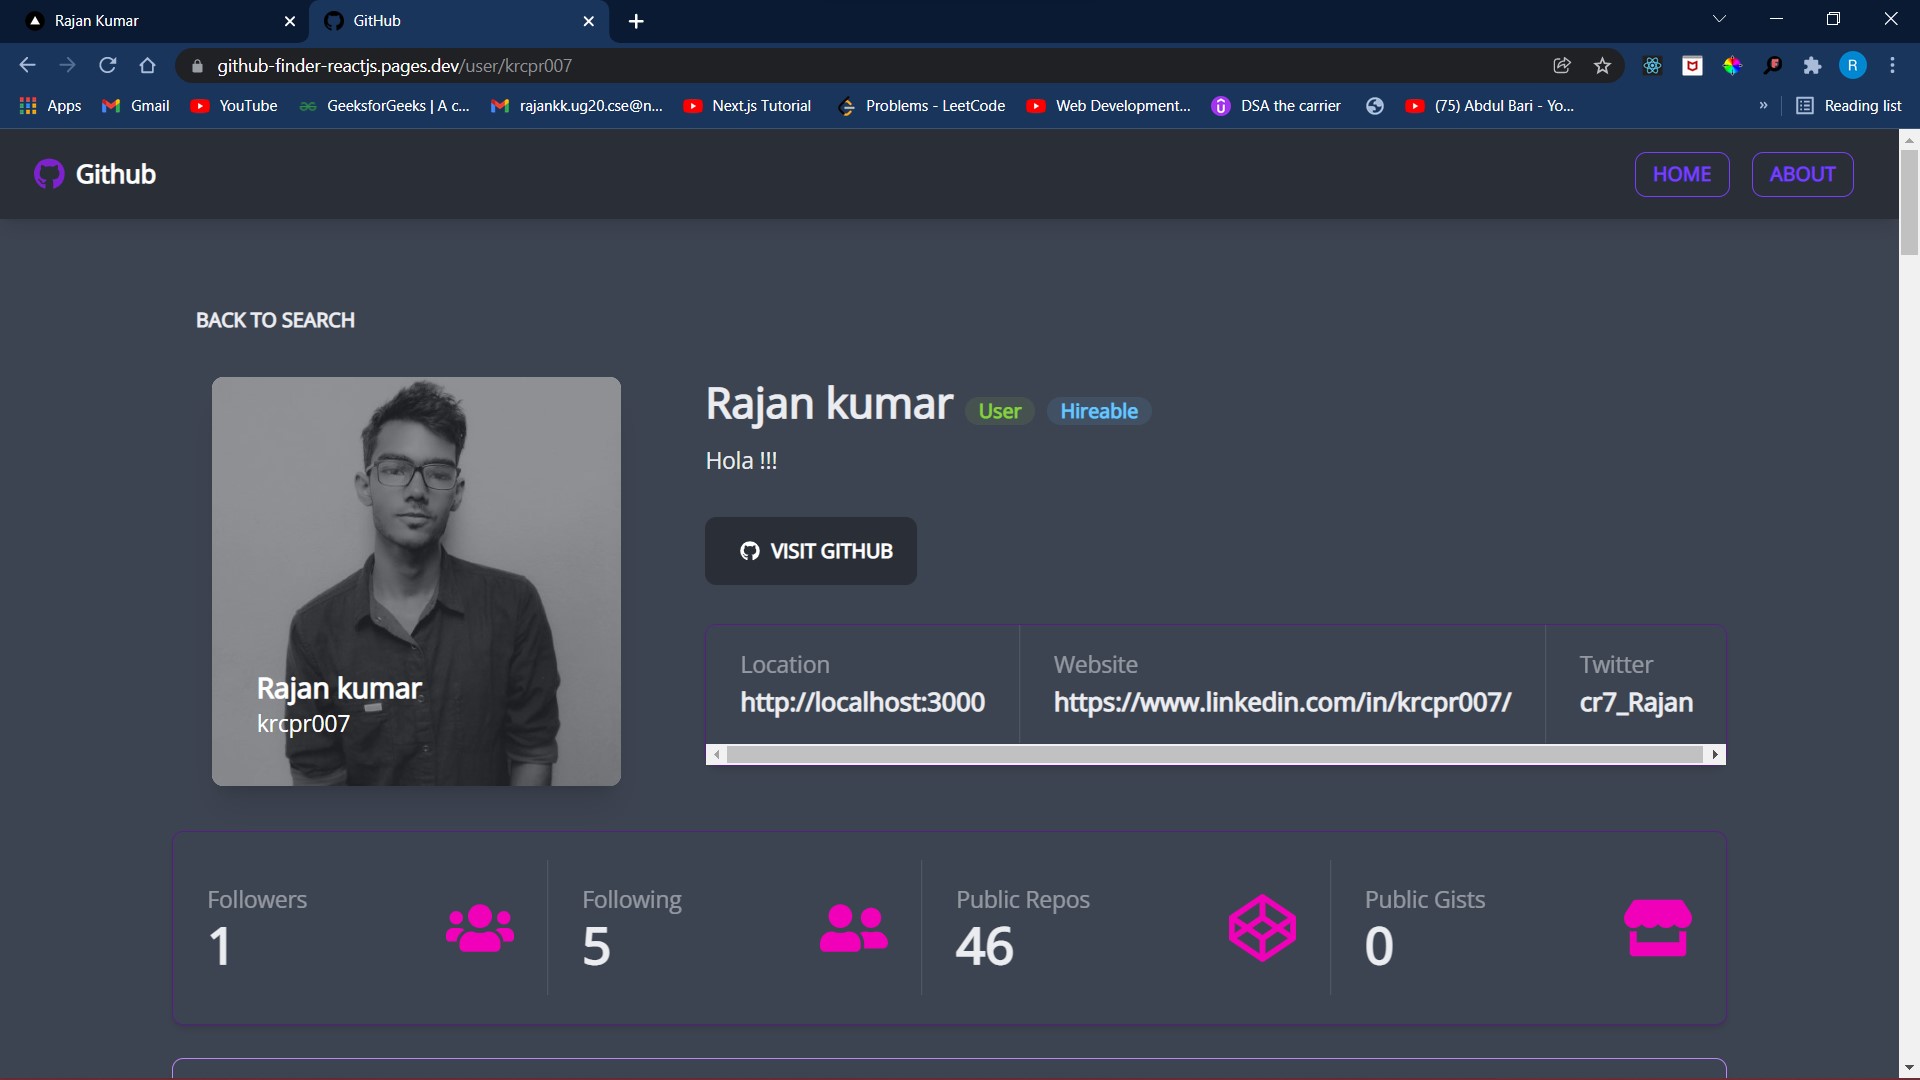 Rajan Kumar
GitHub
github-finder-reactjs.pages.dev/user/krcpr007
R
Apps
Gmail
YouTube
GeeksforGeeks | A c...
rajankk.ug20.cse@n...
Next.js Tutorial
Problems - LeetCode
Web Development...
DSA the carrier
(75) Abdul Bari - Yo...
»
Reading list
Github
HOME
ABOUT
BACK TO SEARCH
Rajan kumar
krcpr007
Rajan kumar User Hireable
Hola !!!
VISIT GITHUB
Location
http://localhost:3000
Website
https://www.linkedin.com/in/krcpr007/
Twitter
cr7_Rajan
Followers
1
Following
5
Public Repos
46
Public Gists
0